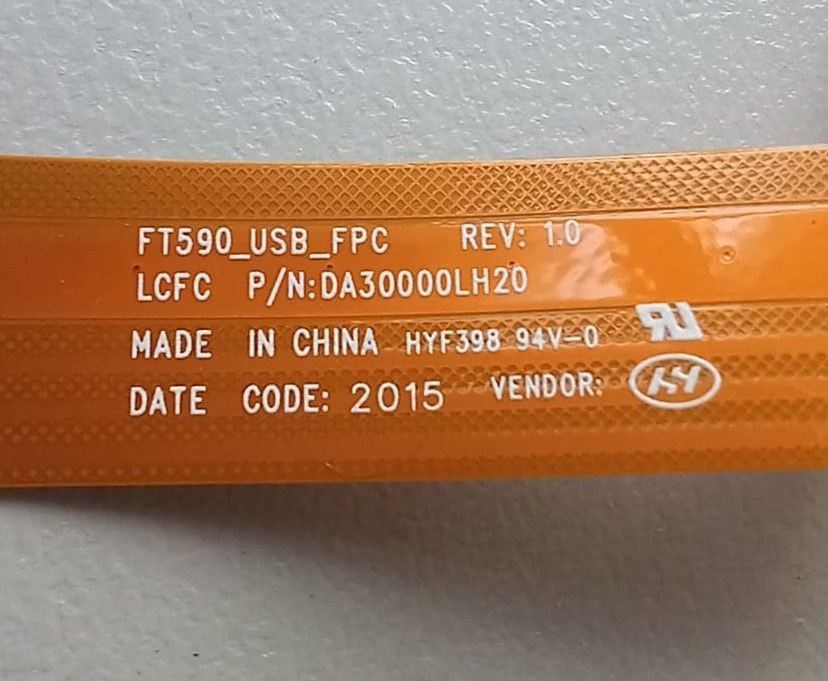 FT590_USB_FPC REV: 1.0
LCFC P/N:DA30000LH20
MADE IN CHINA HYF398 94V-0
DATE CODE: 2015 VENDOR: